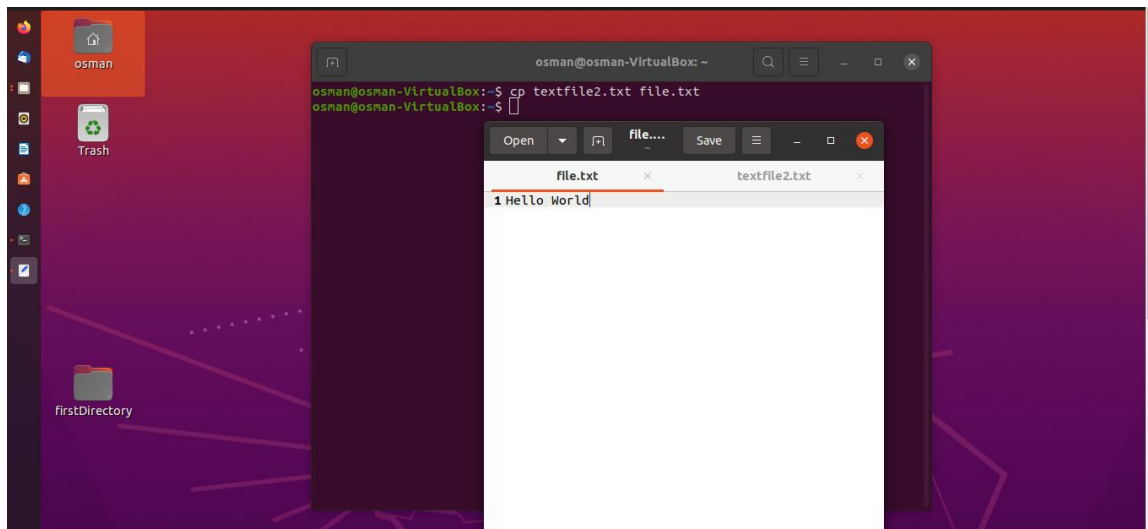 osman
Trash
firstDirectory
osman@osman-VirtualBox: ~
osman@osman-VirtualBox:~$ cp textfile2.txt file.txt
osman@osman-VirtualBox:~$
Open
file....
~
Save
file.txt
textfile2.txt
1 Hello World